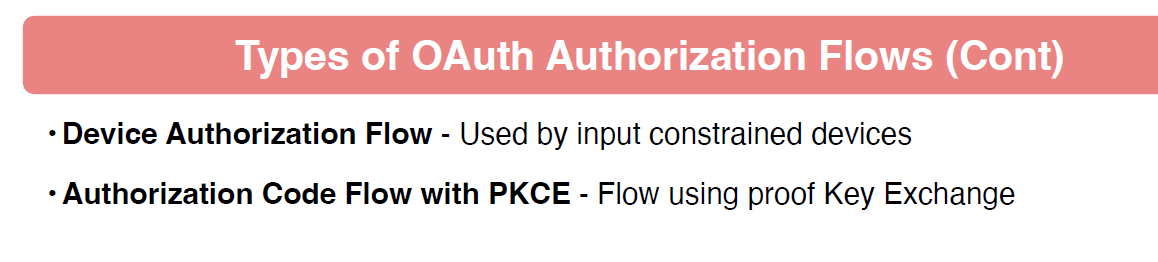 Types of OAuth Authorization Flows (Cont)
• Device Authorization Flow - Used by input constrained devices
• Authorization Code Flow with PKCE - Flow using proof Key Exchange